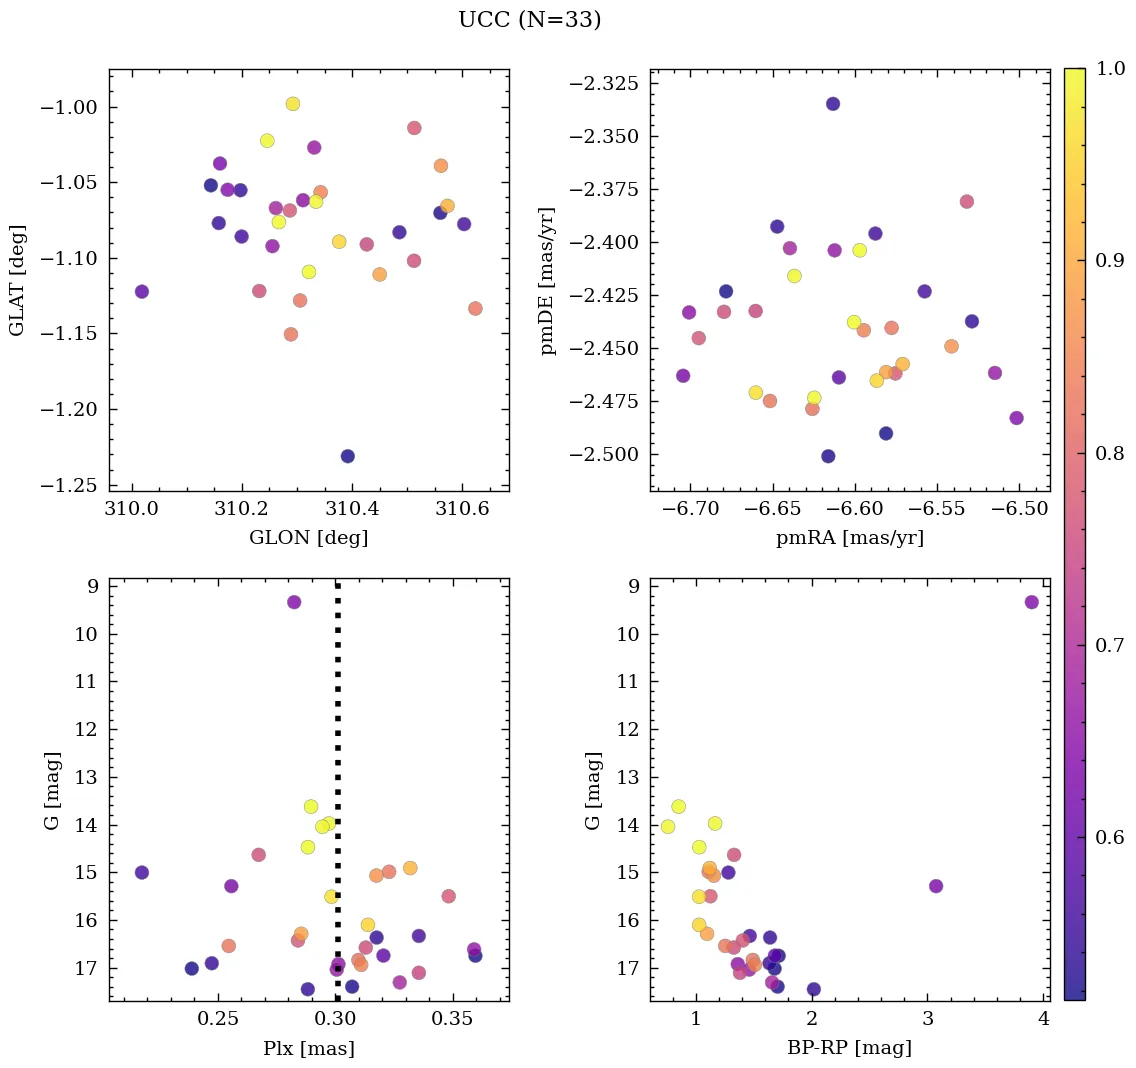 UCC (N=33)
−1.00
−1.05
−1.10
−1.15
−1.20
−1.25
GLAT [deg]
310.0 310.2 310.4 310.6
GLON [deg]
−2.325
−2.350
−2.375
−2.400
−2.425
−2.450
−2.475
−2.500
pmDE [mas/yr]
−6.70 −6.65 −6.60 −6.55 −6.50
pmRA [mas/yr]
1.0
0.9
0.8
0.7
0.6
9
10
11
12
13
14
15
16
17
G [mag]
0.25 0.30 0.35
Plx [mas]
9
10
11
12
13
14
15
16
17
G [mag]
1 2 3 4
BP-RP [mag]